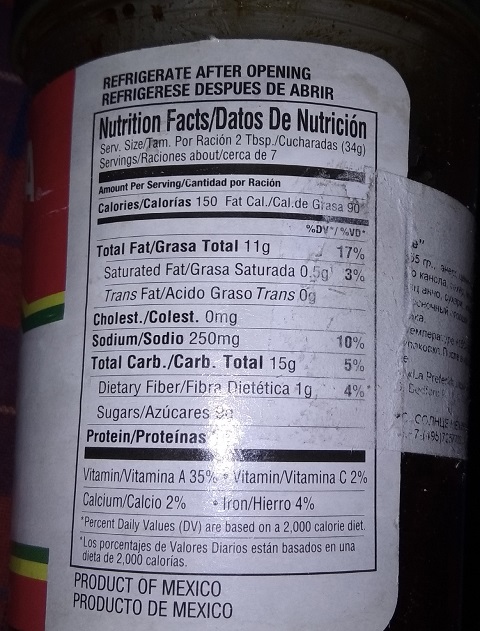 REFRIGERATE AFTER OPENING
REFRIGERESE DESPUES DE ABRIR
Nutrition Facts/Datos De Nutrición
Serv. Size/Tam. Por Ración 2 Tbsp./Cucharadas (34g)
Servings/Raciones about/cerca de 7
Amount Per Serving/Cantidad por Ración
Calories/Calorías 150 Fat Cal./Cal.de Grasa 90
%DV*/ %VD*
Total Fat/Grasa Total 11g 17%
Saturated Fat/Grasa Saturada 0.5g 3%
Trans Fat/Acido Graso Trans 0g
Cholest./Colest. 0mg
Sodium/Sodio 250mg 10%
Total Carb./Carb. Total 15g 5%
Dietary Fiber/Fibra Dietética 1g 4%*
Sugars/Azúcares
Protein/Proteínas
Vitamin/Vitamina A 35% • Vitamin/Vitamina C 2%
Calcium/Calcio 2% • Iron/Hierro 4%
*Percent Daily Values (DV) are based on a 2,000 calorie diet.
*Los porcentajes de Valores Diarios están basados en una
dieta de 2,000 calorías.
PRODUCT OF MEXICO
PRODUCTO DE MEXICO
канола
La
СОЛНЦЕ